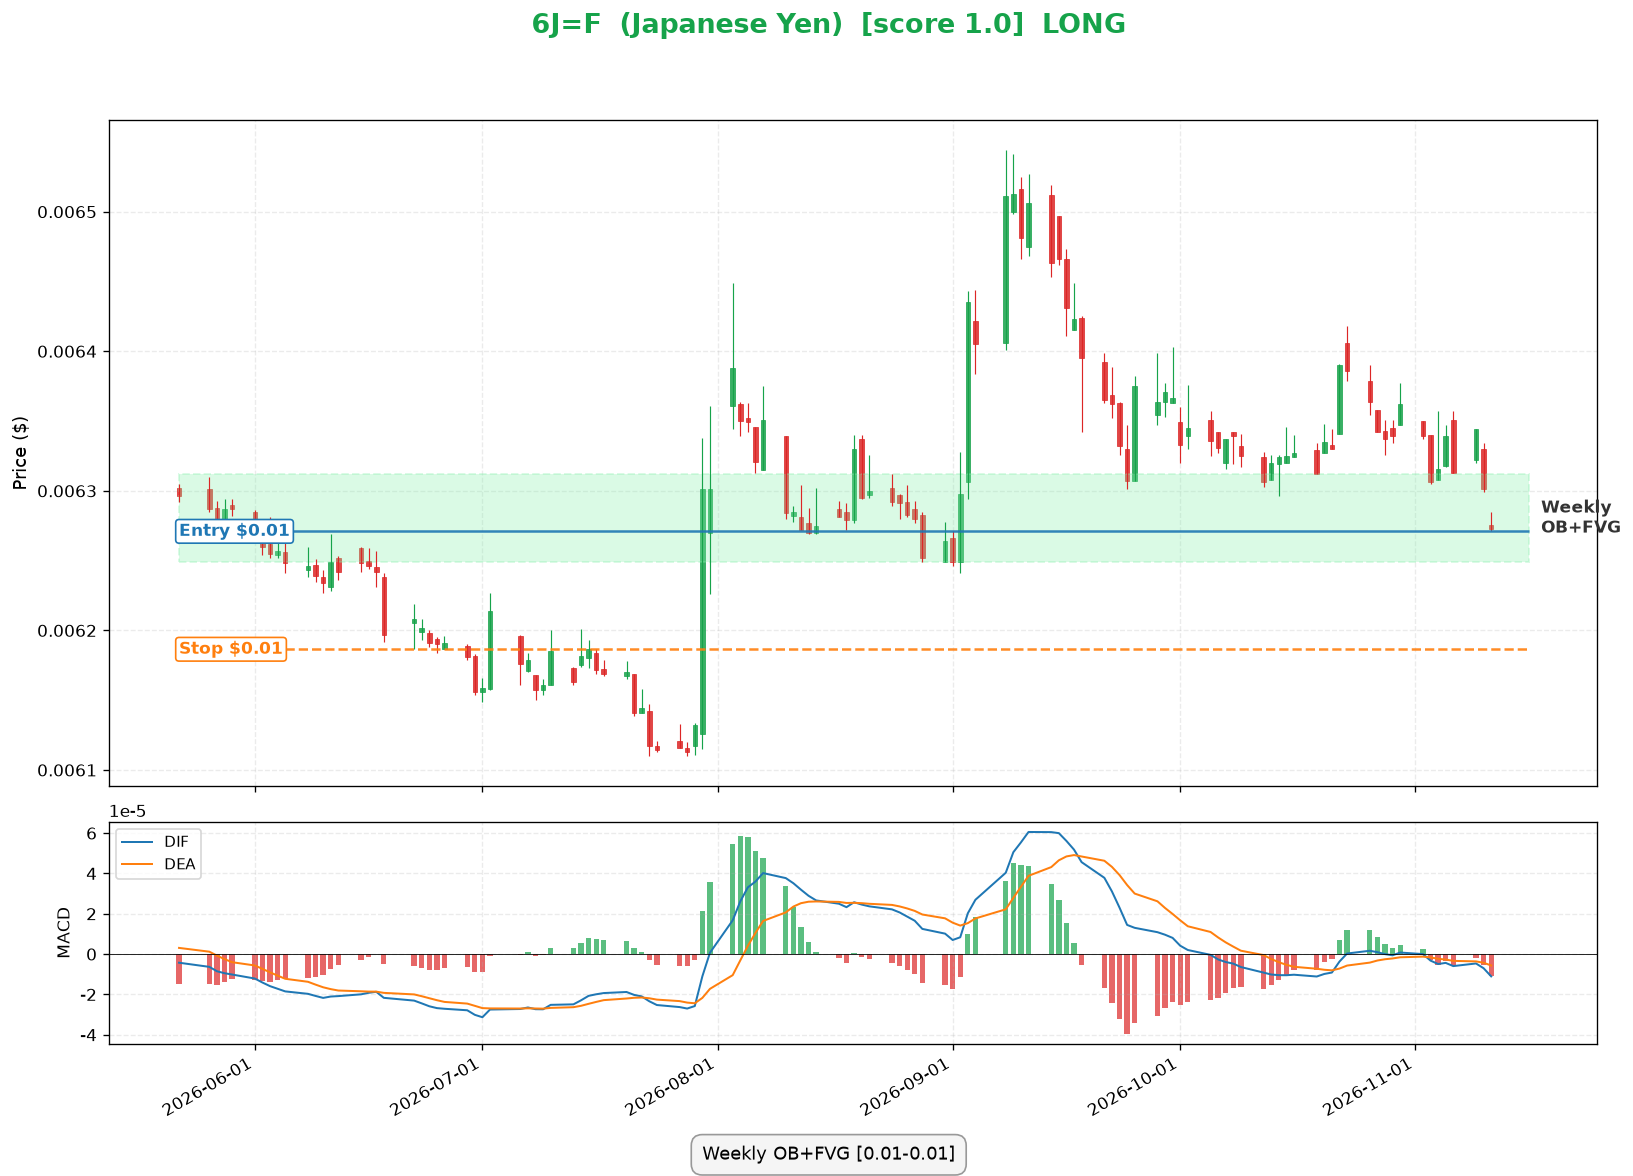 6J=F  (Japanese Yen)  [score 1.0]  LONG
Price ($)
0.0065
0.0064
0.0063
0.0062
0.0061
Entry $0.01
Stop $0.01
Weekly
OB+FVG
1e-5
MACD
6
4
2
0
-2
-4
DIF
DEA
2026-06-01
2026-07-01
2026-08-01
2026-09-01
2026-10-01
2026-11-01
Weekly OB+FVG [0.01-0.01]